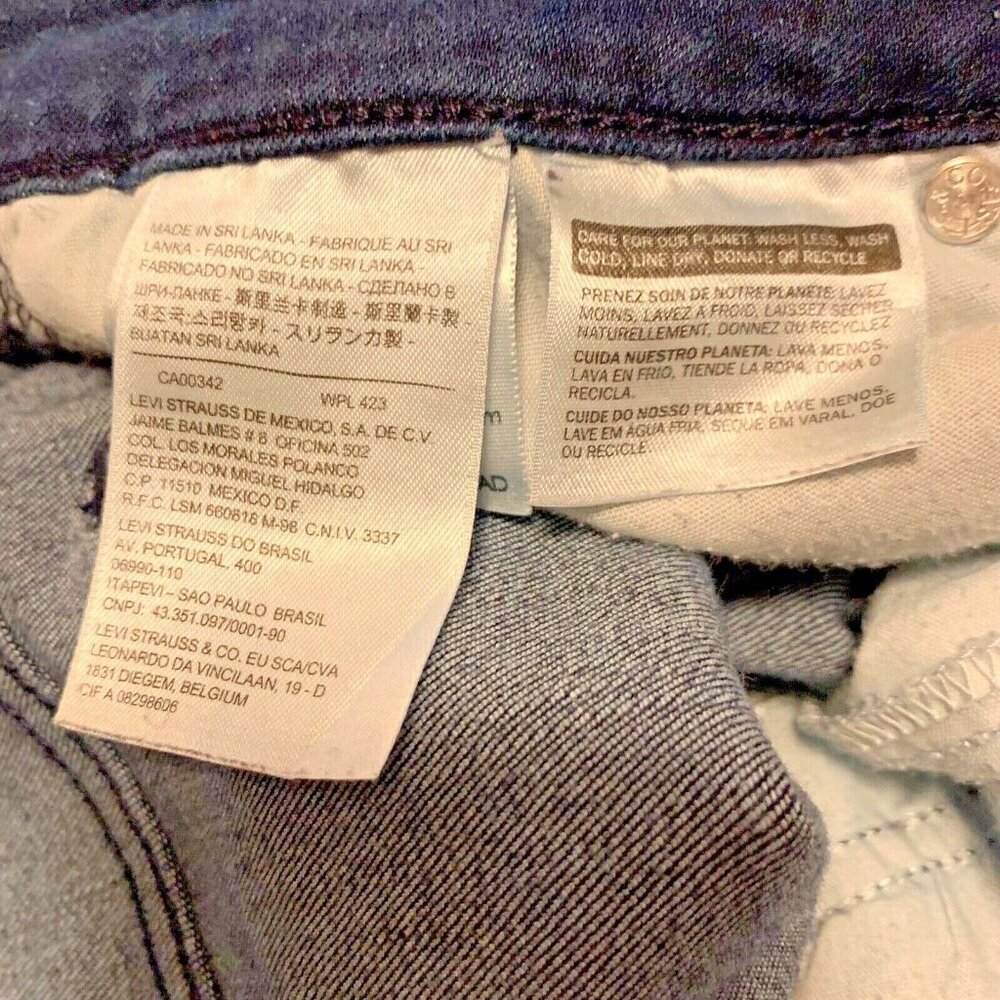 MADE IN SRI LANKA - FABRIQUE AU SRI
LANKA - FABRICADO EN SRI LANKA -
FABRICADO NO SRI LANKA - СДЕЛАНО В
ШРИ-ЛАНКЕ - 斯里兰卡制造 - 斯里蘭卡製
제조국:스리랑카 - スリランカ製 -
BUATAN SRI LANKA
CA00342
WPL 423
LEVI STRAUSS DE MEXICO, S.A. DE C.V
JAIME BALMES # 8 OFICINA 502
COL. LOS MORALES POLANCO
DELEGACION MIGUEL HIDALGO
C.P. 11510 MEXICO D.F.
R.F.C. LSM 660818 M-98 C.N.I.V. 3337
LEVI STRAUSS DO BRASIL
AV. PORTUGAL, 400
06990-110
ITAPEVI – SAO PAULO BRASIL
CNPJ: 43.351.097/0001-90
LEVI STRAUSS & CO. EU SCA/CVA
LEONARDO DA VINCILAAN, 19 - D
1831 DIEGEM, BELGIUM
CIF A 08298606
CARE FOR OUR PLANET: WASH LESS, WASH
COLD, LINE DRY, DONATE OR RECYCLE
PRENEZ SOIN DE NOTRE PLANÈTE: LAVEZ
MOINS, LAVEZ À FROID, LAISSEZ SÉCHER
NATURELLEMENT, DONNEZ OU RECYCLEZ
CUIDA NUESTRO PLANETA: LAVA MENOS,
LAVA EN FRIO, TIENDE LA ROPA, DONA O
RECICLA.
CUIDE DO NOSSO PLANETA: LAVE MENOS,
LAVE EM ÁGUA FRIA, SEQUE EM VARAL, DOE
OU RECICLE.